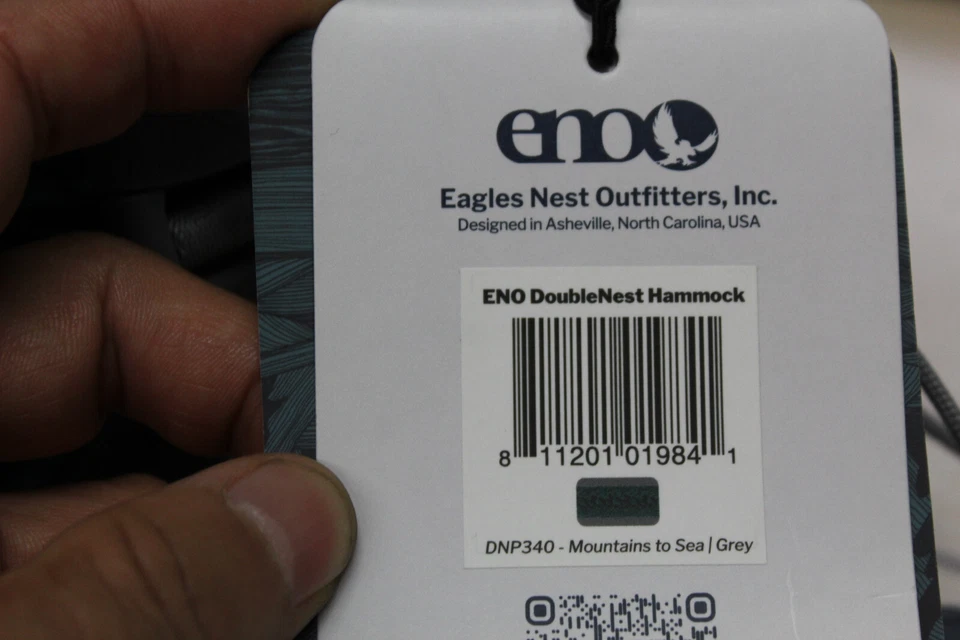 eno
Eagles Nest Outfitters, Inc.
Designed in Asheville, North Carolina, USA
ENO DoubleNest Hammock
8 11201 01984 1
DNP340 - Mountains to Sea | Grey